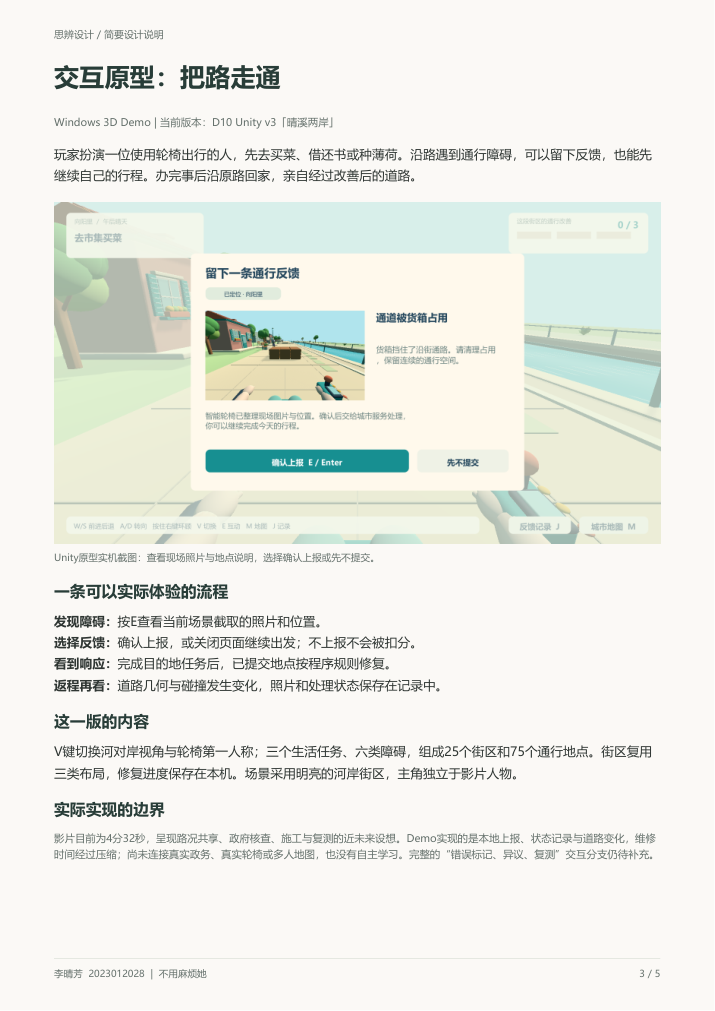 思辨设计 / 简要设计说明
交互原型：把路走通
Windows 3D Demo | 当前版本：D10 Unity v3「晴溪两岸」
玩家扮演一位使用轮椅出行的人，先去买菜、借还书或种薄荷。沿路遇到通行障碍，可以留下反馈，也能先
继续自己的行程。办完事后沿原路回家，亲自经过改善后的道路。
去市集买菜
0 / 3
留下一条通行反馈
已定位 · 向阳里
通道被货箱占用
货箱挡住了沿街通路。请清理占用
，保留连续的通行空间。
智能轮椅已整理现场图片与位置。确认后交给城市服务处理，
你可以继续完成今天的行程。
确认上报 E / Enter
先不提交
W/S 前进后退 A/D 转向 按住右键环顾 V 切换 E 互动 M 地图 J 记录
反馈记录 J
城市地图 M
Unity原型实机截图：查看现场照片与地点说明，选择确认上报或先不提交。
一条可以实际体验的流程
发现障碍：按E查看当前场景截取的照片和位置。
选择反馈：确认上报，或关闭页面继续出发；不上报不会被扣分。
看到响应：完成目的地任务后，已提交地点按程序规则修复。
返程再看：道路几何与碰撞发生变化，照片和处理状态保存在记录中。
这一版的内容
V键切换河对岸视角与轮椅第一人称；三个生活任务、六类障碍，组成25个街区和75个通行地点。街区复用
三类布局，修复进度保存在本机。场景采用明亮的河岸街区，主角独立于影片人物。
实际实现的边界
影片目前为4分32秒，呈现路况共享、政府核查、施工与复测的近未来设想。Demo实现的是本地上报、状态记录与道路变化，维修
时间经过压缩；尚未连接真实政务、真实轮椅或多人地图，也没有自主学习。完整的“错误标记、异议、复测”交互分支仍待补充。
李晴芳 2023012028 | 不用麻烦她
3 / 5